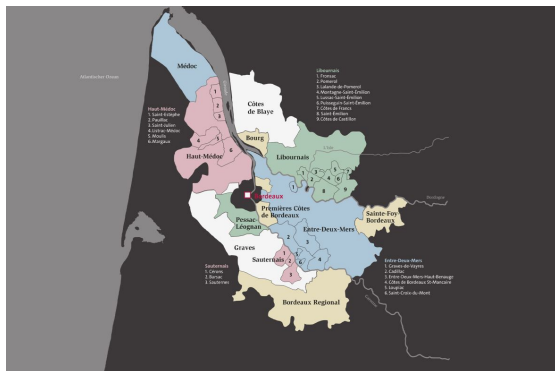 Médoc
Libournais
1. Fronsac
2. Pomerol
3. Lalande-de-Pomerol
4. Montagne-Saint-Émilion
5. Lussac-Saint-Émilion
6. Puisseguin-Saint-Émilion
7. Côtes de Francs
8. Saint-Émilion
9. Côtes de Castillon
Haut-Médoc
1. Saint-Estèphe
2. Pauillac
3. Saint-Julien
4. Listrac-Médoc
5. Moulis
6. Margaux
Côtes
de Blaye
Bourg
Libournais
Haut-Médoc
Bordeaux
Premières Côtes
de Bordeaux
Sainte-Foy
Bordeaux
Pessac-
Léognan
Entre-Deux-Mers
Graves
Sauternais
Sauternais
1. Cérons
2. Barsac
3. Sauternes
Entre-Deux-Mers
1. Graves-de-Vayres
2. Cadillac
3. Entre-Deux-Mers-Haut-Benauge
4. Côtes de Bordeaux St-Macaire
5. Loupiac
6. Saint-Croix-du-Mont
Bordeaux Regional